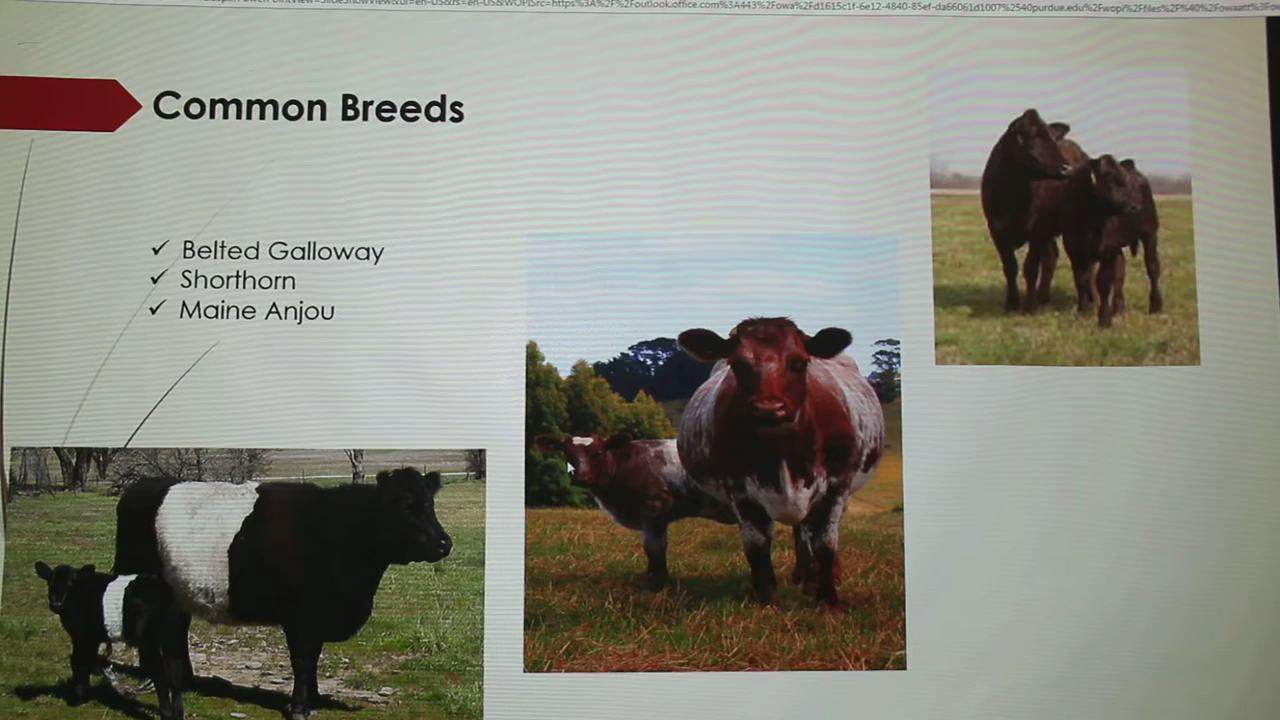 Common Breeds
✓ Belted Galloway
✓ Shorthorn
✓ Maine Anjou